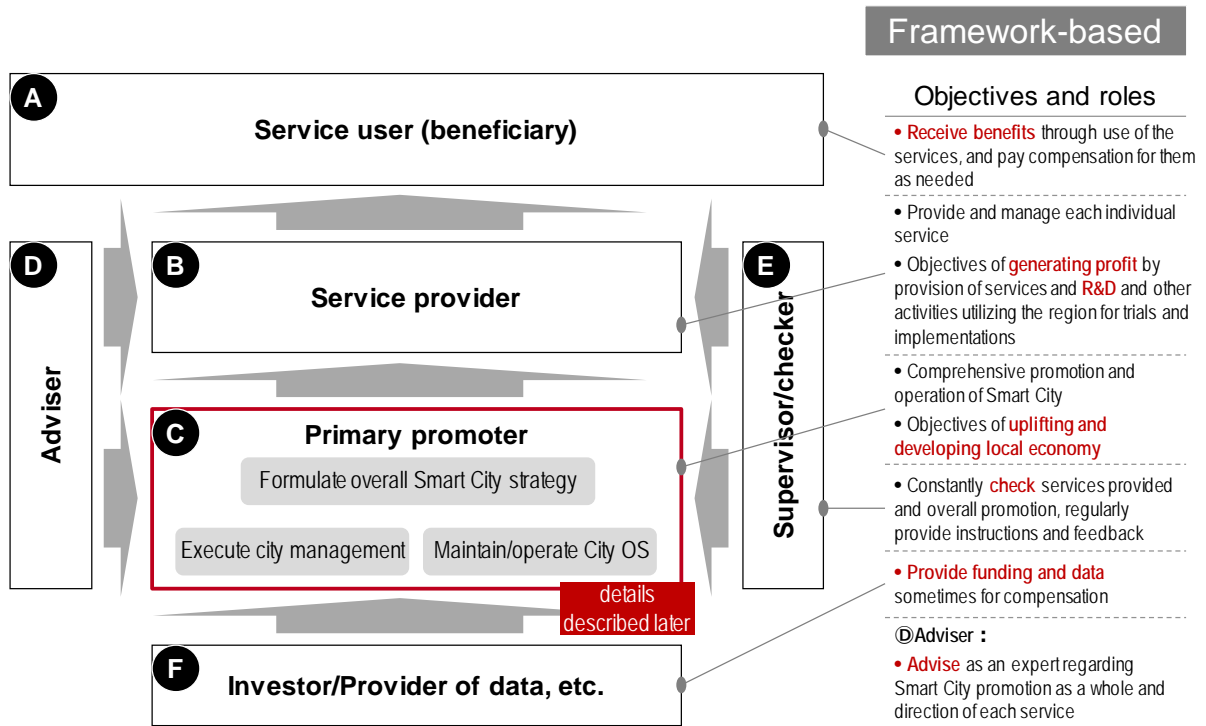 Framework-based
Objectives and roles
A
Service user (beneficiary)
• Receive benefits through use of the
services, and pay compensation for them
as needed
D
Adviser
B
Service provider
E
Supervisor/checker
• Provide and manage each individual
service
• Objectives of generating profit by
provision of services and R&D and other
activities utilizing the region for trials and
implementations
C
Primary promoter
Formulate overall Smart City strategy
Execute city management
Maintain/operate City OS
details
described later
• Comprehensive promotion and
operation of Smart City
• Objectives of uplifting and
developing local economy
• Constantly check services provided
and overall promotion, regularly
provide instructions and feedback
F
Investor/Provider of data, etc.
• Provide funding and data
sometimes for compensation
ⒹAdviser：
• Advise as an expert regarding
Smart City promotion as a whole and
direction of each service